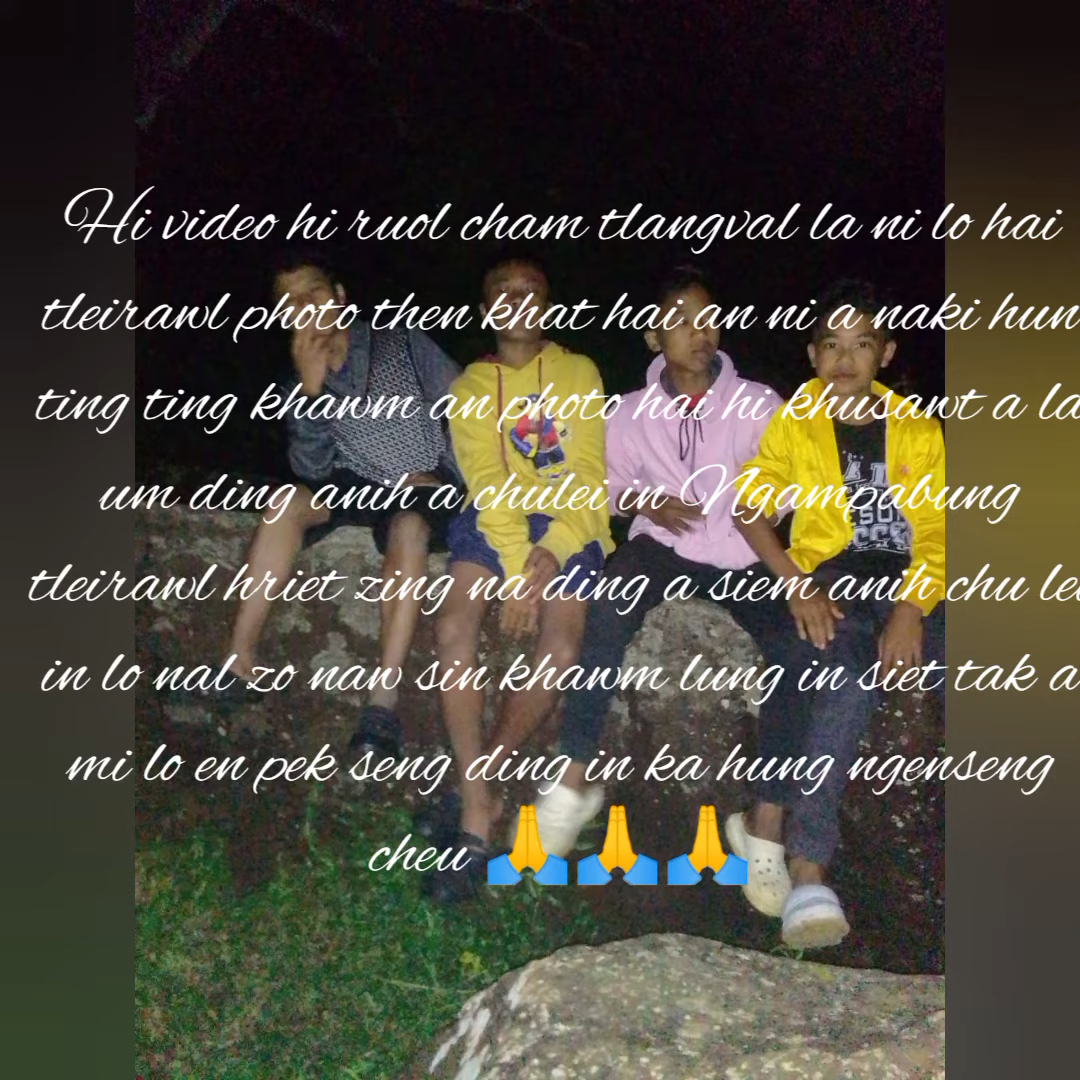 Hi video hi ruol cham tlangval la ni lo hai
tleirawl photo then khat hai an ni a naki hun
ting ting khawm an photo hai hi khusawt a la
um ding anih a chulei in Ngampabung
tleirawl hriet zing na ding a siem anih chu lei
in lo nal zo naw sin khawm lung in siet tak a
mi lo en pek seng ding in ka hung ngenseng
cheu 🙏🙏🙏